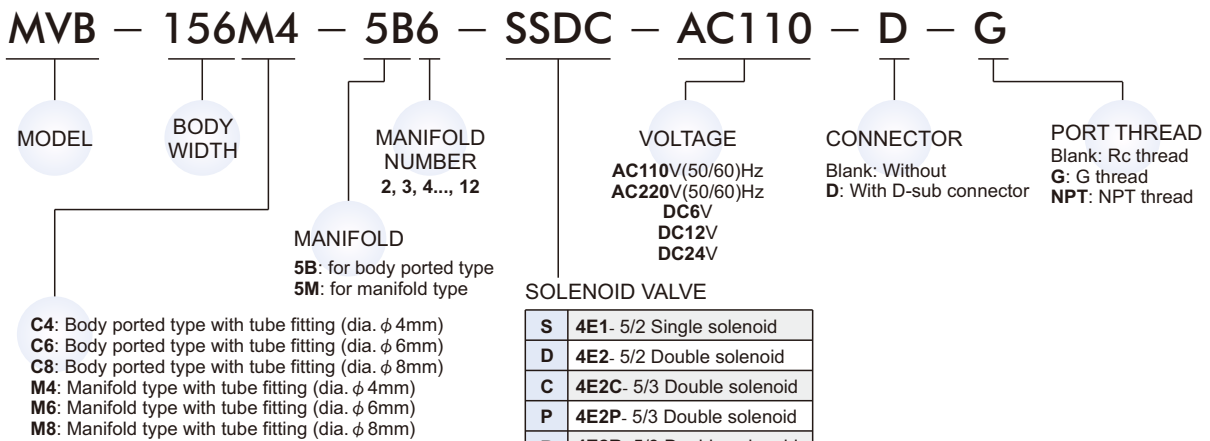 MVB – 156M4 – 5B6 – SSDC – AC110 – D – G
MODEL
BODY
WIDTH
MANIFOLD
NUMBER
2, 3, 4..., 12
MANIFOLD
5B: for body ported type
5M: for manifold type
C4: Body ported type with tube fitting (dia. ϕ 4mm)
C6: Body ported type with tube fitting (dia. ϕ 6mm)
C8: Body ported type with tube fitting (dia. ϕ 8mm)
M4: Manifold type with tube fitting (dia. ϕ 4mm)
M6: Manifold type with tube fitting (dia. ϕ 6mm)
M8: Manifold type with tube fitting (dia. ϕ 8mm)
VOLTAGE
AC110V(50/60)Hz
AC220V(50/60)Hz
DC6V
DC12V
DC24V
SOLENOID VALVE
S 4E1- 5/2 Single solenoid
D 4E2- 5/2 Double solenoid
C 4E2C- 5/3 Double solenoid
P 4E2P- 5/3 Double solenoid
CONNECTOR
Blank: Without
D: With D-sub connector
PORT THREAD
Blank: Rc thread
G: G thread
NPT: NPT thread